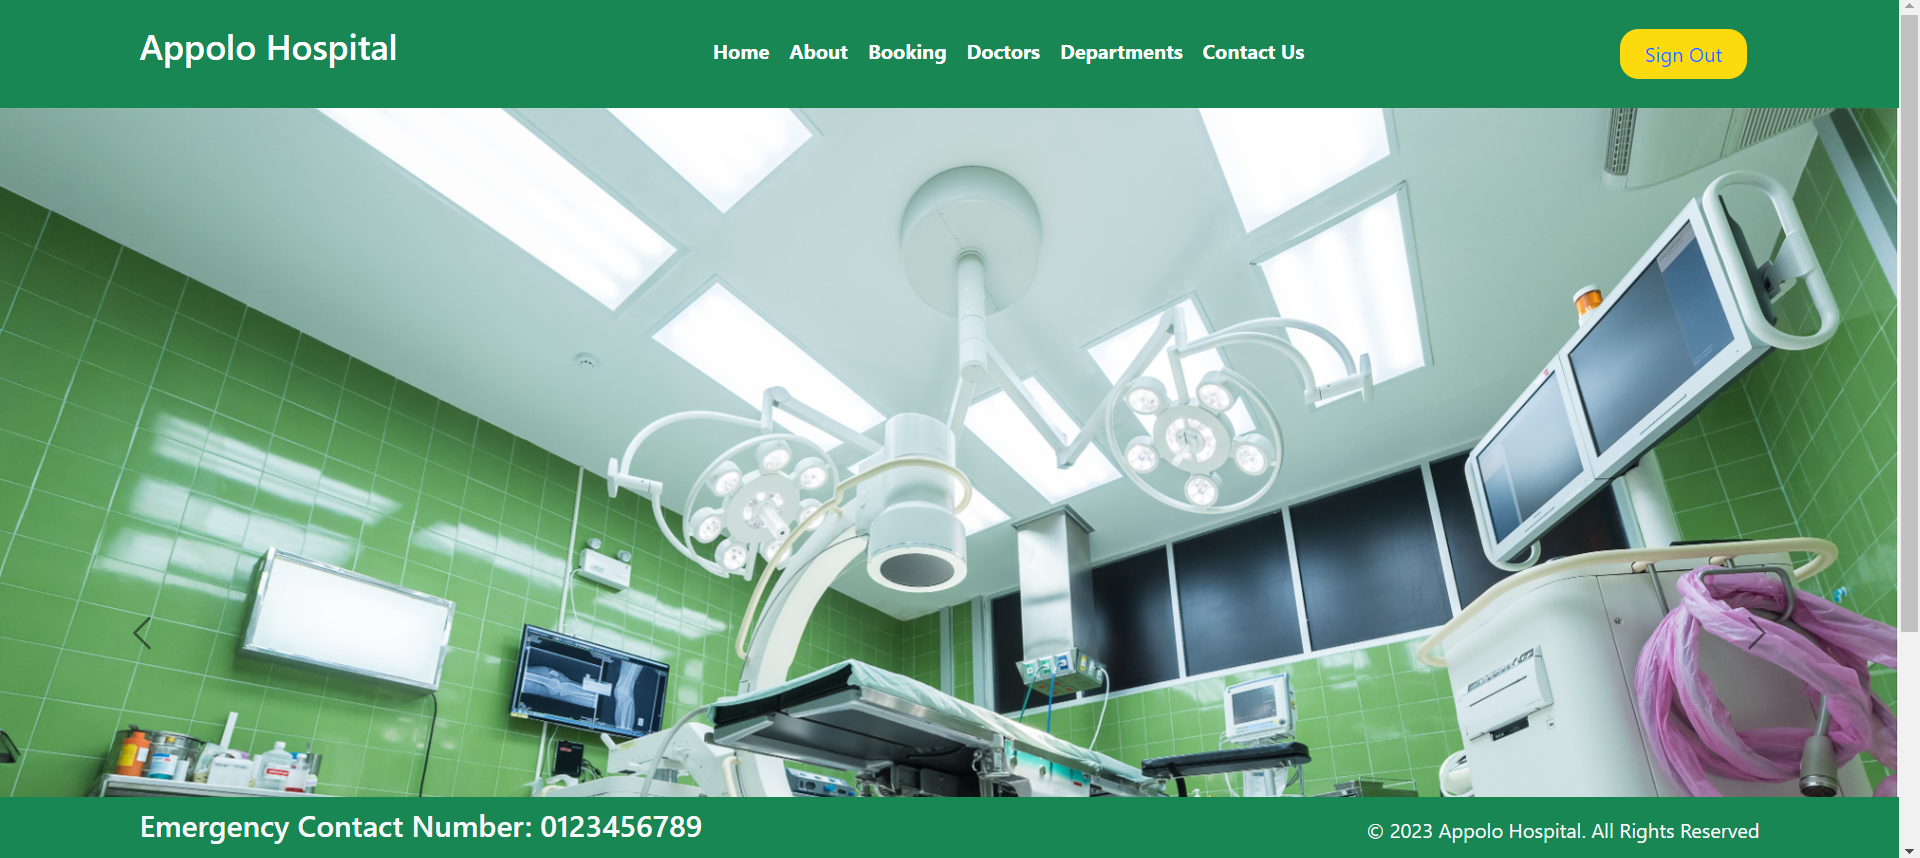 Appolo Hospital
Home About Booking Doctors Departments Contact Us
Sign Out
Emergency Contact Number: 0123456789
© 2023 Appolo Hospital. All Rights Reserved